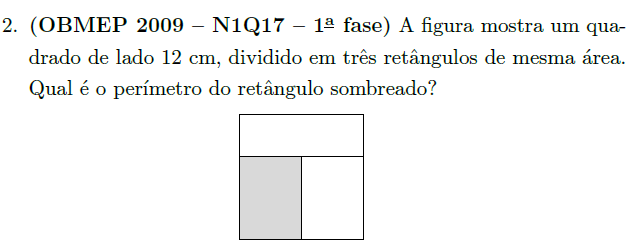 2. (OBMEP 2009 – N1Q17 – 1ª fase) A figura mostra um qua-
drado de lado 12 cm, dividido em três retângulos de mesma área.
Qual é o perímetro do retângulo sombreado?